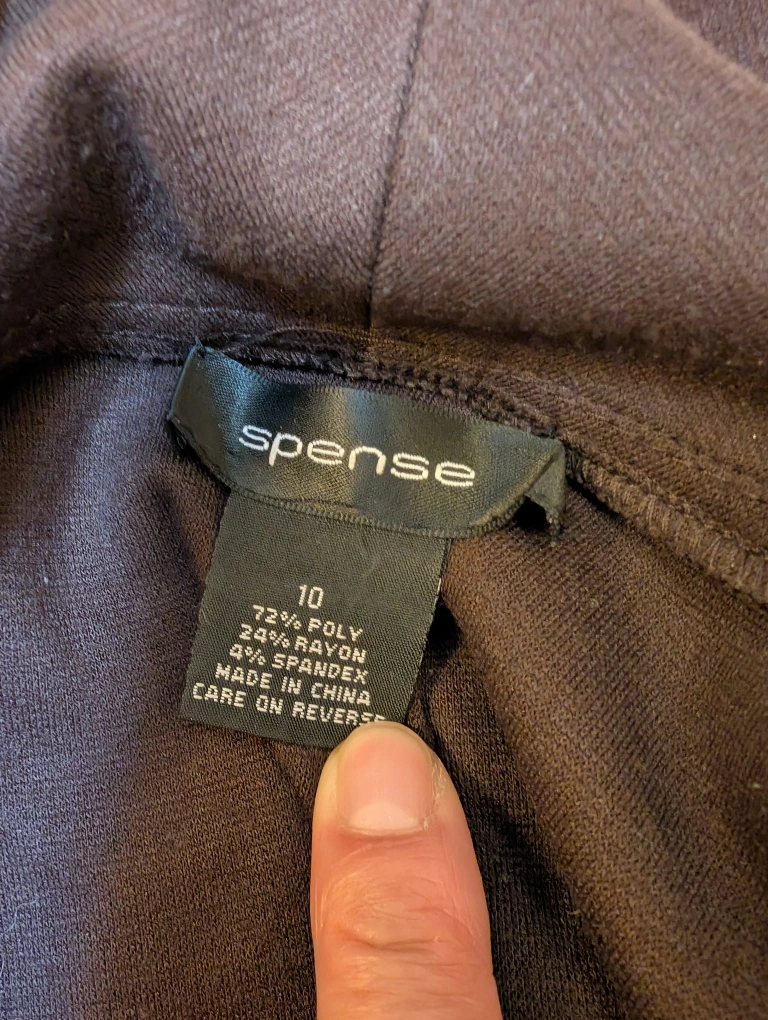 spense
10
72% POLY
24% RAYON
4% SPANDEX
MADE IN CHINA
CARE ON REVERSE